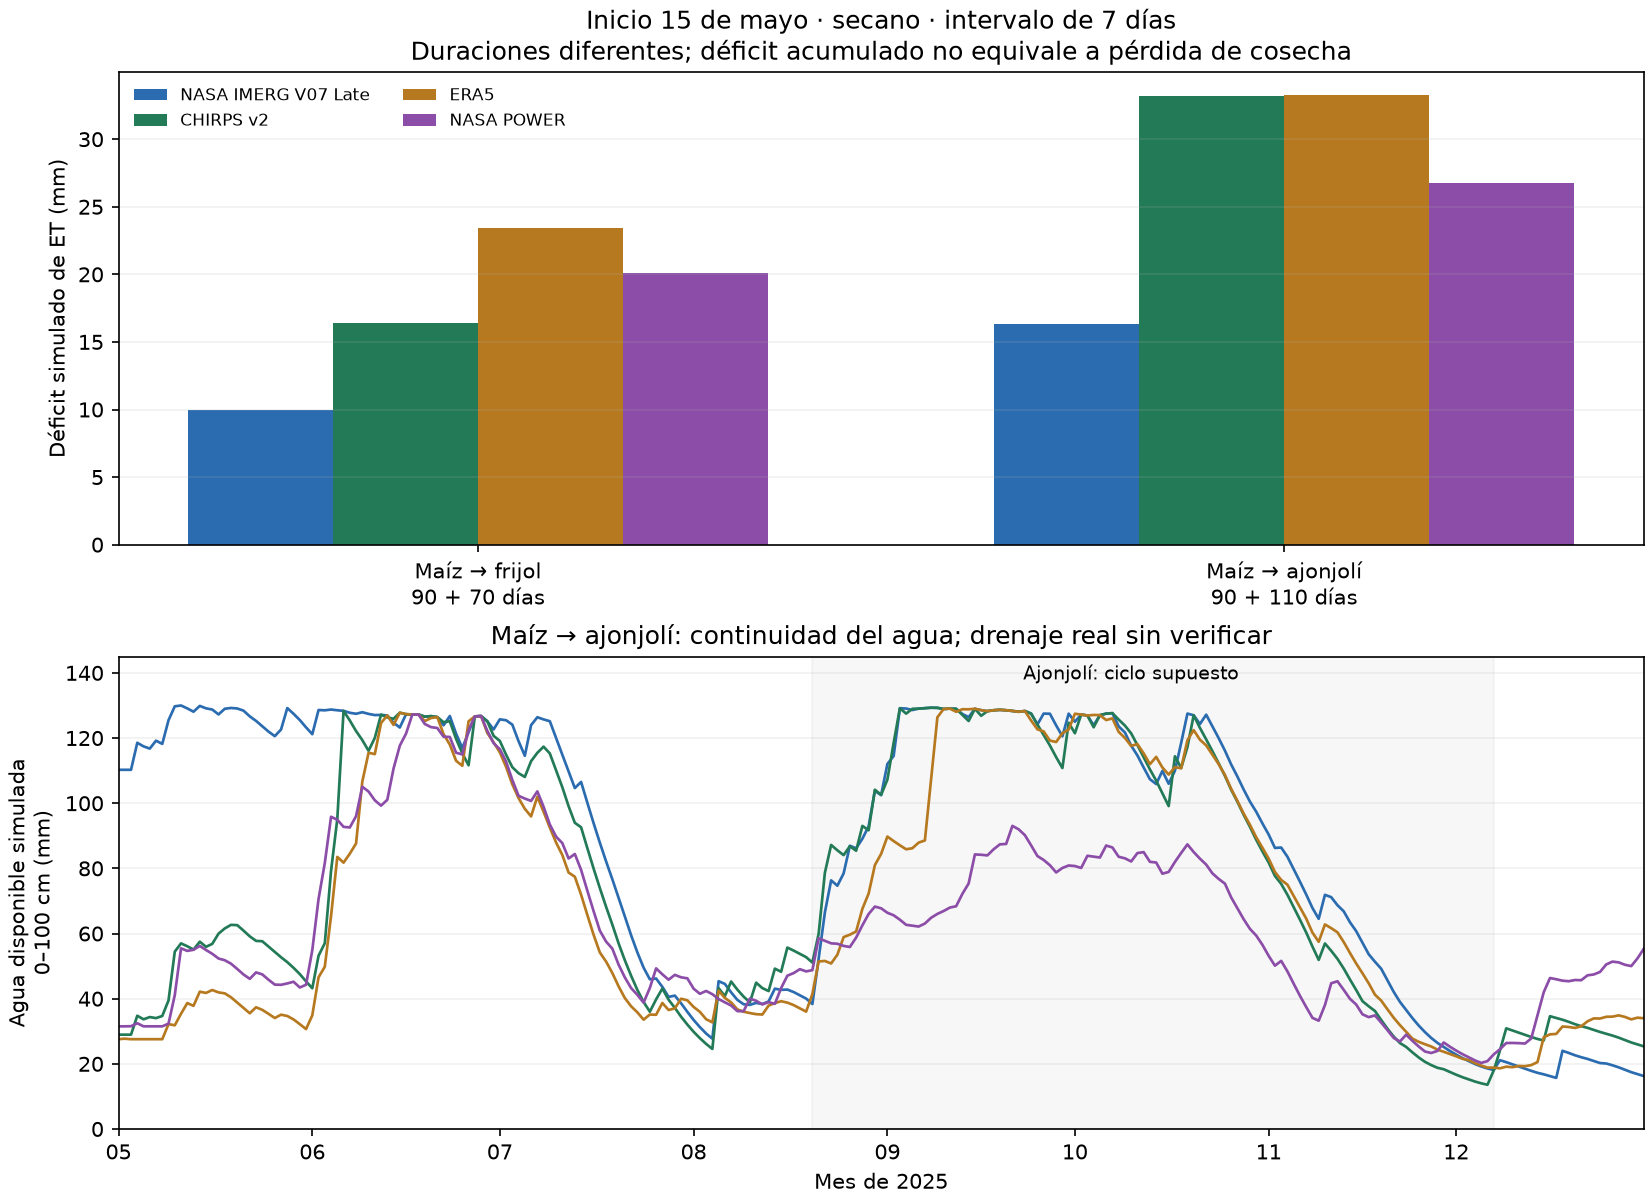 Inicio 15 de mayo · secano · intervalo de 7 días
Duraciones diferentes; déficit acumulado no equivale a pérdida de cosecha
NASA IMERG V07 Late
CHIRPS v2
ERA5
NASA POWER
Déficit simulado de ET (mm)
30
25
20
15
10
5
0
Maíz → frijol
90 + 70 días
Maíz → ajonjolí
90 + 110 días
Maíz → ajonjolí: continuidad del agua; drenaje real sin verificar
Ajonjolí: ciclo supuesto
Agua disponible simulada
0–100 cm (mm)
140
120
100
80
60
40
20
0
05 06 07 08 09 10 11 12
Mes de 2025